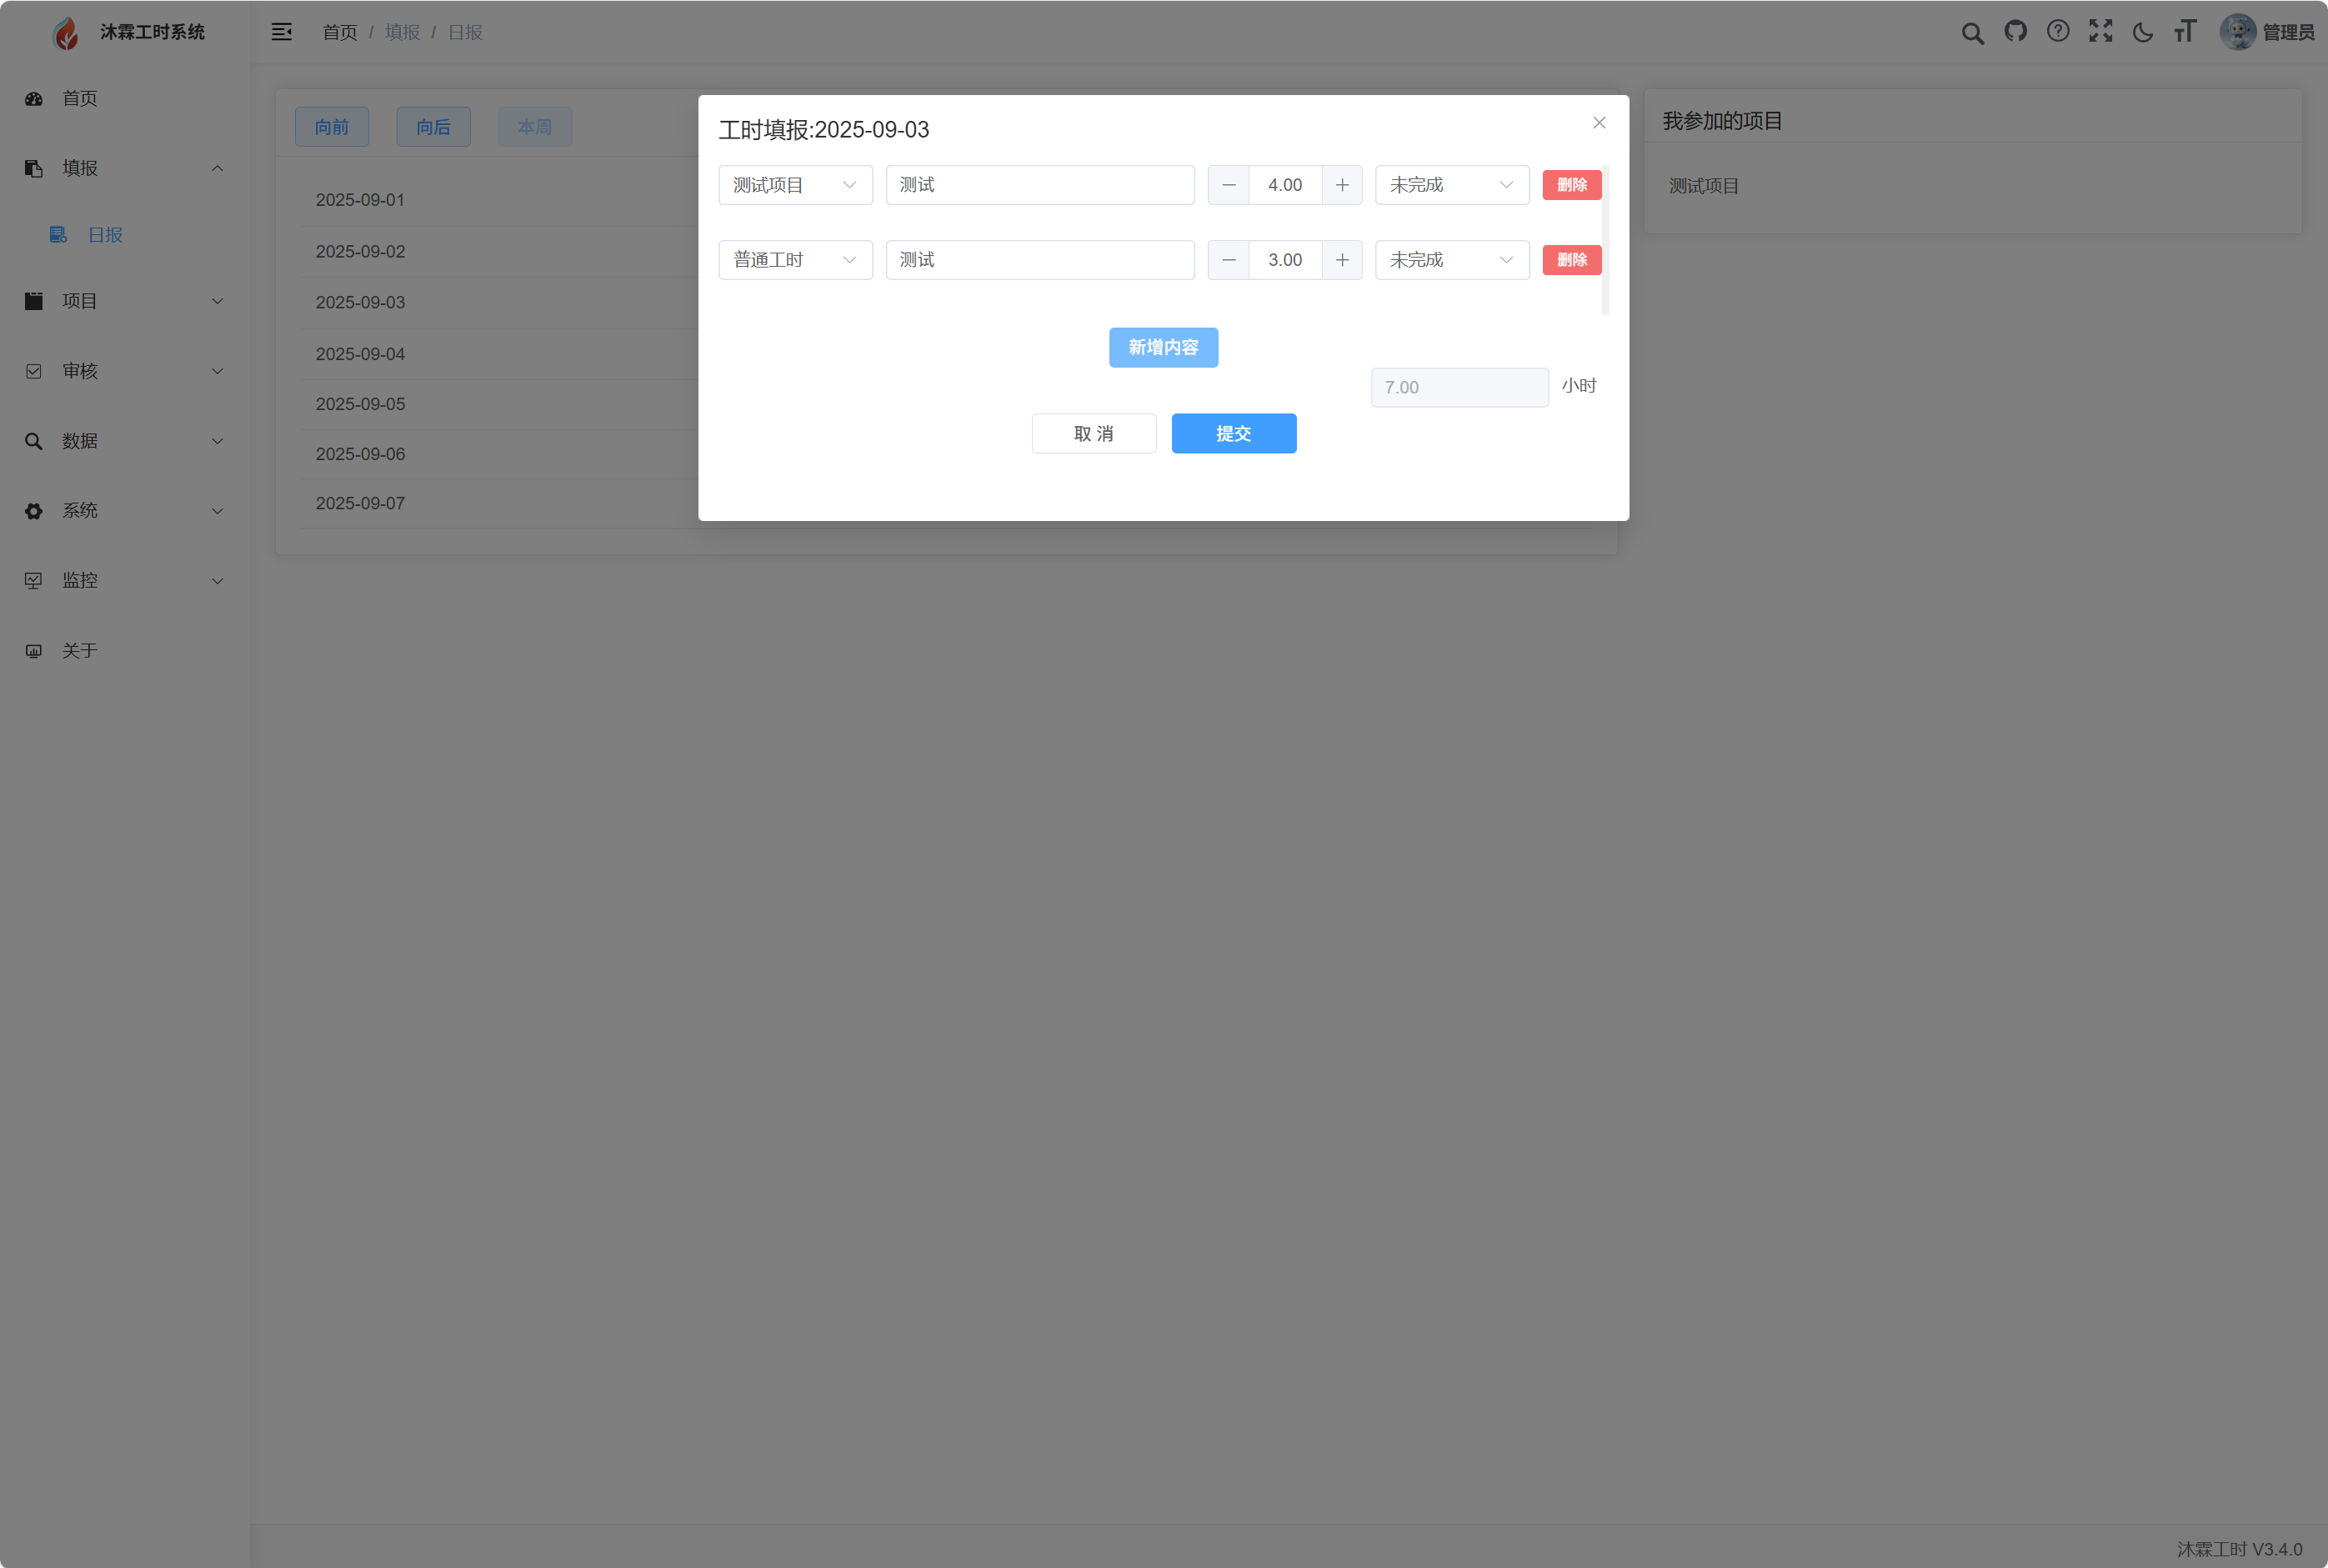 沐霖工时系统
首页 / 填报 / 日报
管理员
首页
填报
日报
项目
审核
数据
系统
监控
关于
向前 向后 本周
2025-09-01
2025-09-02
2025-09-03
2025-09-04
2025-09-05
2025-09-06
2025-09-07
工时填报:2025-09-03
测试项目 测试 4.00 未完成 删除
普通工时 测试 3.00 未完成 删除
新增内容
7.00 小时
取 消 提交
我参加的项目
测试项目
沐霖工时 V3.4.0